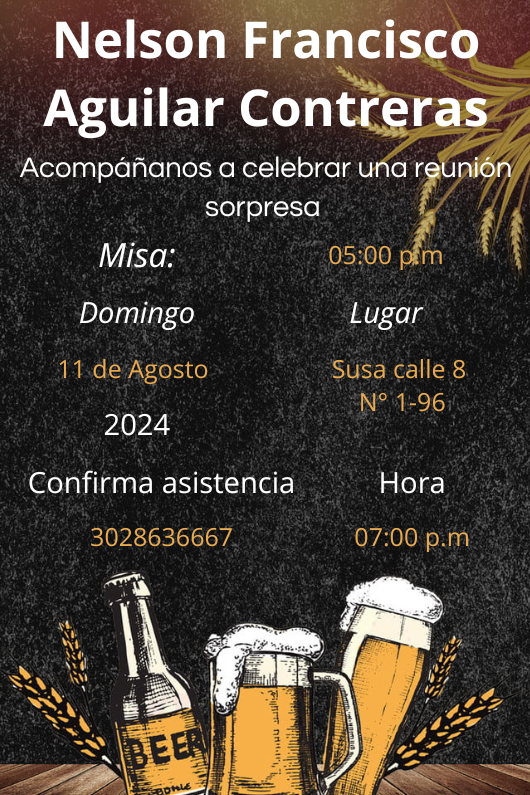 Nelson Francisco
Aguilar Contreras
Acompáñanos a celebrar una reunión
sorpresa
Misa:
05:00 p.m
Domingo
Lugar
11 de Agosto
Susa calle 8
N° 1-96
2024
Confirma asistencia
Hora
3028636667
07:00 p.m
BEER